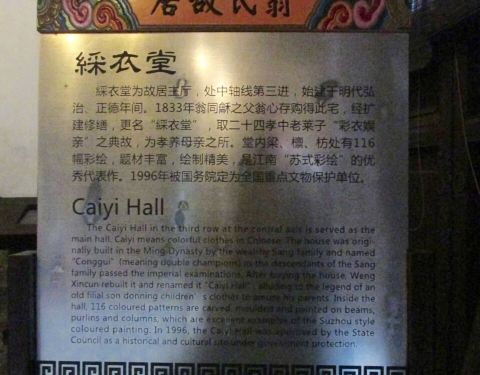 翁氏故居
綵衣堂
綵衣堂为故居主厅，处中轴线第三进，始建于明代弘
治、正德年间。1833年翁同龢之父翁心存购得此宅，经扩
建修缮，更名“綵衣堂”，取二十四孝中老莱子“彩衣娱
亲”之典故，为孝养母亲之所。堂内梁、檩、枋处有116
幅彩绘，题材丰富，绘制精美，是江南“苏式彩绘”的优
秀代表作。1996年被国务院定为全国重点文物保护单位。
Caiyi Hall
The Caiyi Hall in the third row at the central axis is served as the
main hall. Caiyi means colorful clothes in Chinese. The house was origi-
nally built in the Ming Dynasty by the wealthy Sang family and named
"Conggui" (meaning double champions) as the descendants of the Sang
family passed the imperial examinations. After buying the house, Weng
Xincun rebuilt it and renamed it "Caiyi Hall", alluding to the legend of an
old filial son donning children's clothes to amuse his parents. Inside the
hall, 116 coloured patterns are carved, moulded and painted on beams,
purlins and columns, which are excellent examples of the Suzhou style
coloured painting. In 1996, the Caiyi Hall was approved by the State
Council as a historical and cultural site under government protection.